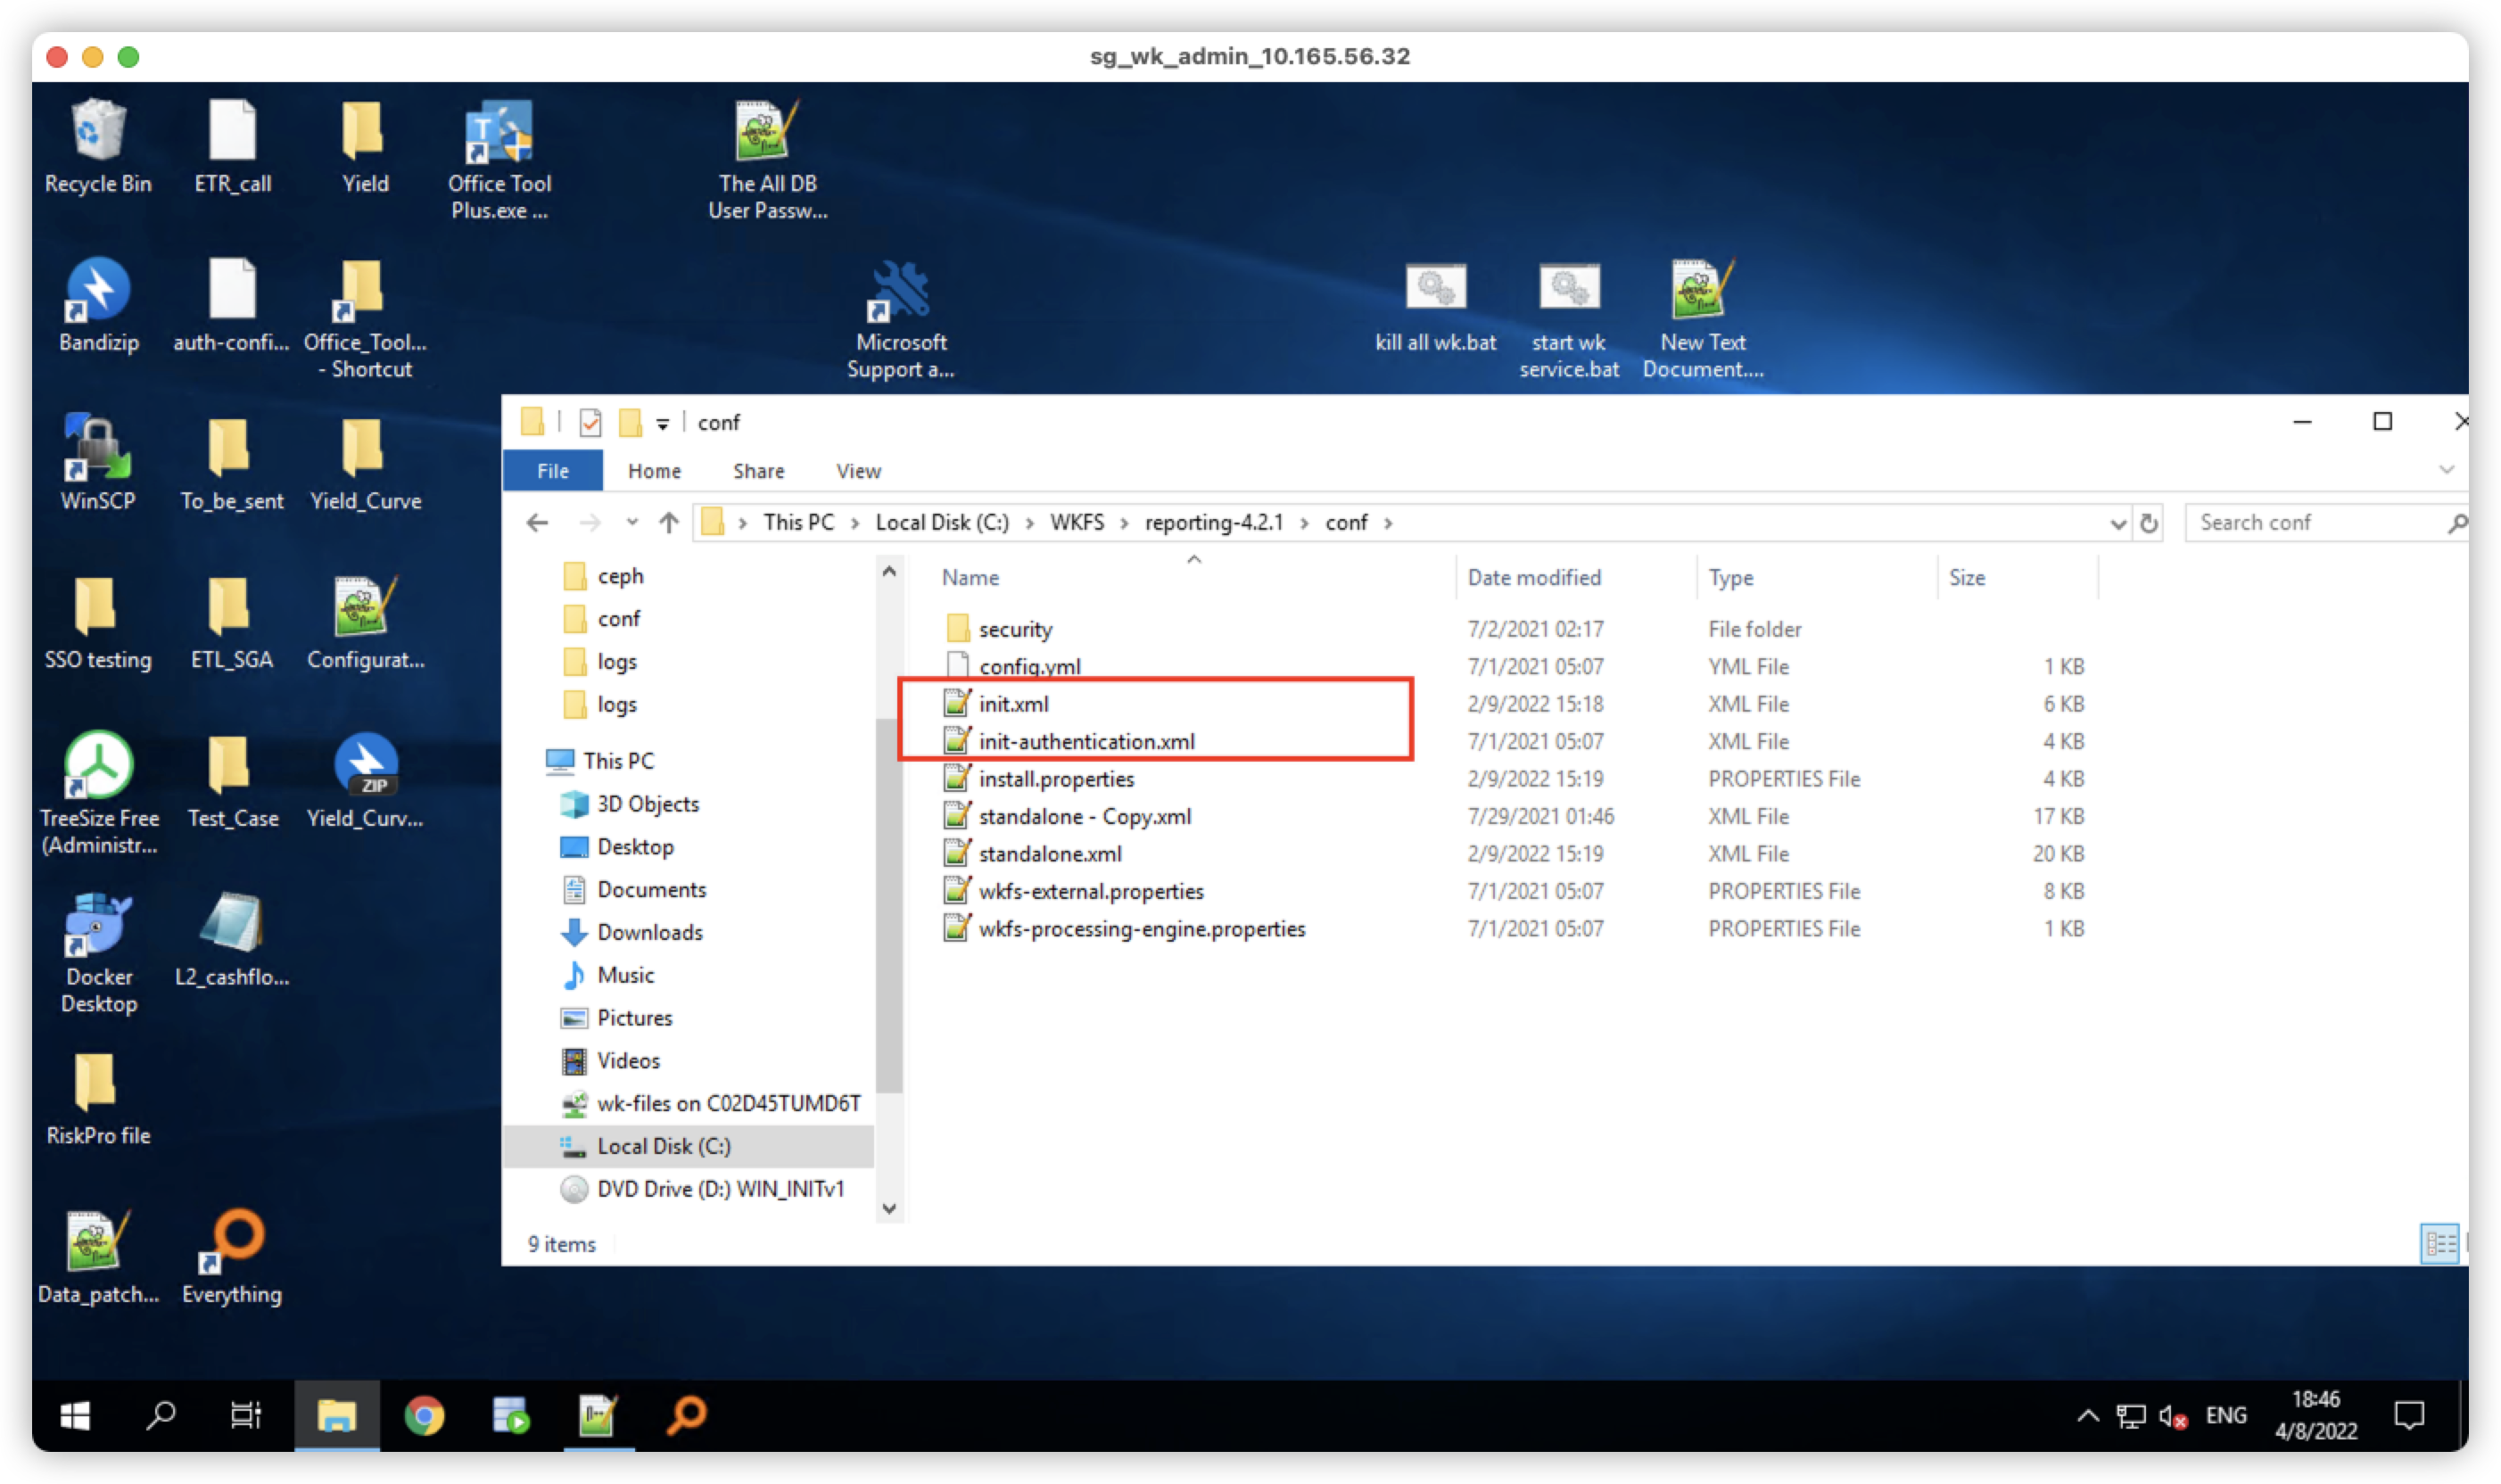 sg_wk_admin_10.165.56.32
Recycle Bin
ETR_call
Yield
Office Tool
Plus.exe ...
The All DB
User Passw...
Bandizip
auth-confi...
Office_Tool...
- Shortcut
Microsoft
Support a...
kill all wk.bat
start wk
service.bat
New Text
Document....
WinSCP
To_be_sent
Yield_Curve
SSO testing
ETL_SGA
Configurat...
TreeSize Free
(Administr...
Test_Case
ZIP
Yield_Curv...
Docker
Desktop
L2_cashflo...
RiskPro file
Data_patch...
Everything
conf
File Home Share View
This PC > Local Disk (C:) > WKFS > reporting-4.2.1 > conf >
Search conf
ceph
conf
logs
logs
This PC
3D Objects
Desktop
Documents
Downloads
Music
Pictures
Videos
wk-files on C02D45TUMD6T
Local Disk (C:)
DVD Drive (D:) WIN_INITv1
Name Date modified Type Size
security 7/2/2021 02:17 File folder
config.yml 7/1/2021 05:07 YML File 1 KB
init.xml 2/9/2022 15:18 XML File 6 KB
init-authentication.xml 7/1/2021 05:07 XML File 4 KB
install.properties 2/9/2022 15:19 PROPERTIES File 4 KB
standalone - Copy.xml 7/29/2021 01:46 XML File 17 KB
standalone.xml 2/9/2022 15:19 XML File 20 KB
wkfs-external.properties 7/1/2021 05:07 PROPERTIES File 8 KB
wkfs-processing-engine.properties 7/1/2021 05:07 PROPERTIES File 1 KB
9 items
ENG
18:46
4/8/2022